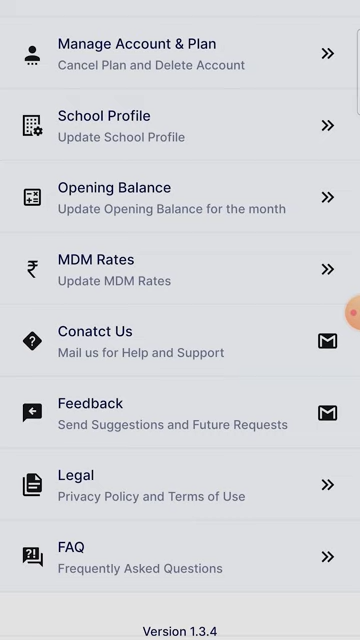 Manage Account & Plan
Cancel Plan and Delete Account
School Profile
Update School Profile
Opening Balance
Update Opening Balance for the month
MDM Rates
Update MDM Rates
Conatct Us
Mail us for Help and Support
Feedback
Send Suggestions and Future Requests
Legal
Privacy Policy and Terms of Use
FAQ
Frequently Asked Questions
Version 1.3.4